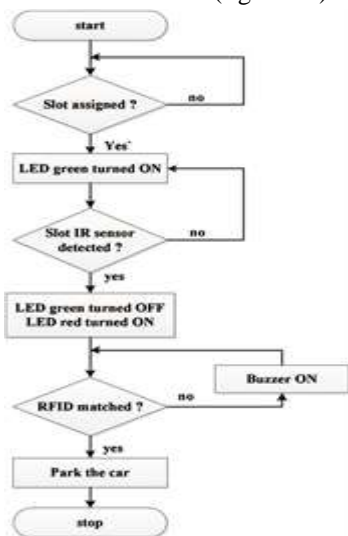 start
Slot assigned ?
no
Yes`
LED green turned ON
Slot IR sensor
detected ?
no
yes
LED green turned OFF
LED red turned ON
Buzzer ON
RFID matched ?
no
yes
Park the car
stop